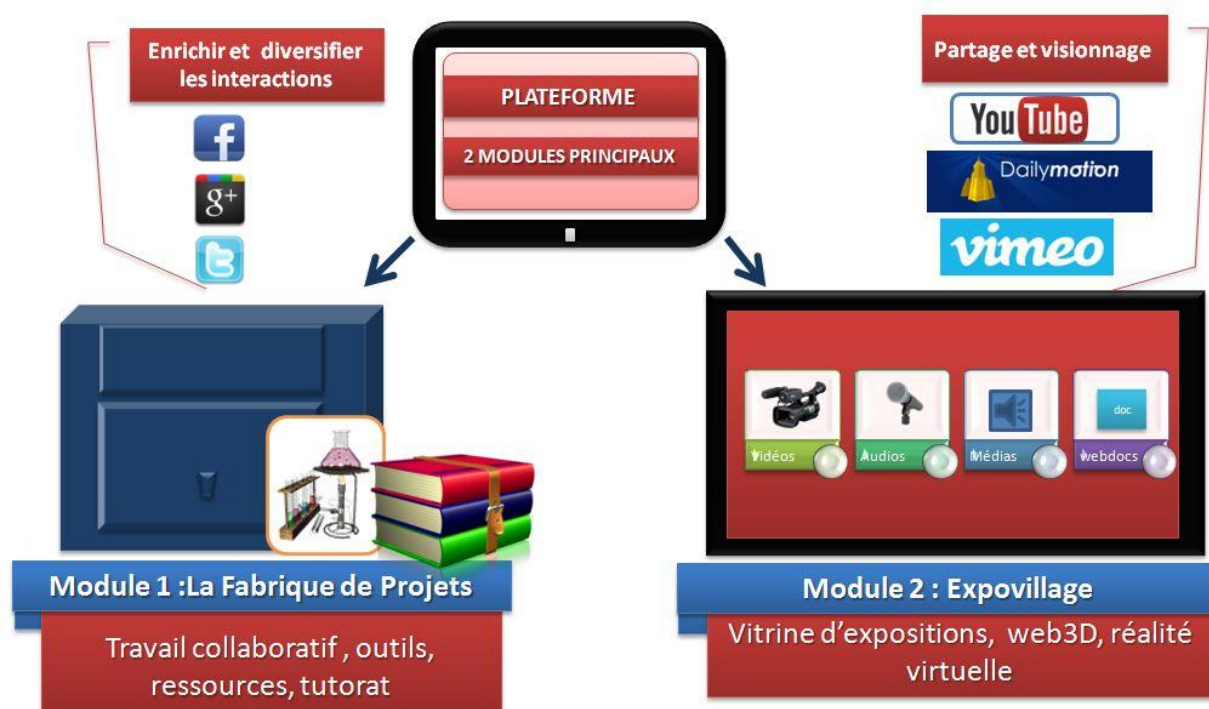 Enrichir et diversifier
les interactions
f
g+
t
PLATEFORME
2 MODULES PRINCIPAUX
Partage et visionnage
YouTube
Dailymotion
vimeo
Vidéos
Audios
Médias
webdocs
doc
Module 1 :La Fabrique de Projets
Travail collaboratif , outils,
ressources, tutorat
Module 2 : Expovillage
Vitrine d'expositions, web3D, réalité
virtuelle